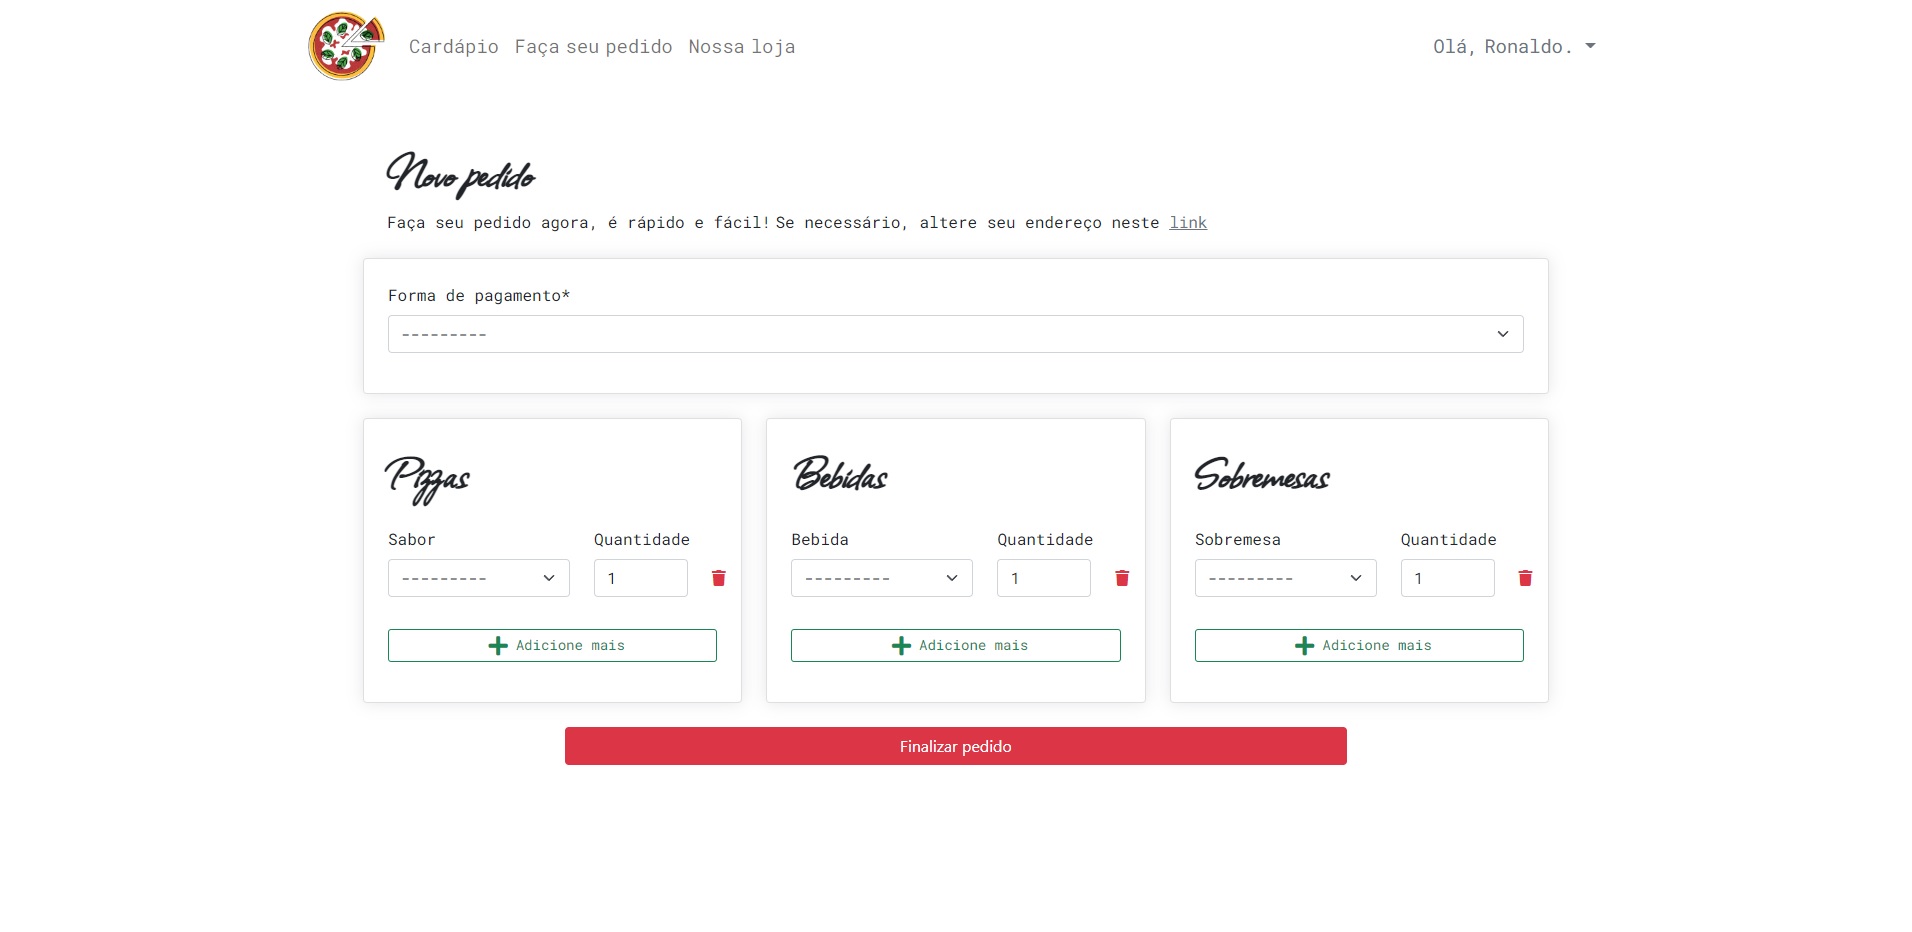 Cardápio Faça seu pedido Nossa loja Olá, Ronaldo.
Novo pedido
Faça seu pedido agora, é rápido e fácil! Se necessário, altere seu endereço neste link
Forma de pagamento*
---------
Pizzas
Sabor Quantidade
--------- 1
Adicione mais
Bebidas
Bebida Quantidade
--------- 1
Adicione mais
Sobremesas
Sobremesa Quantidade
--------- 1
Adicione mais
Finalizar pedido